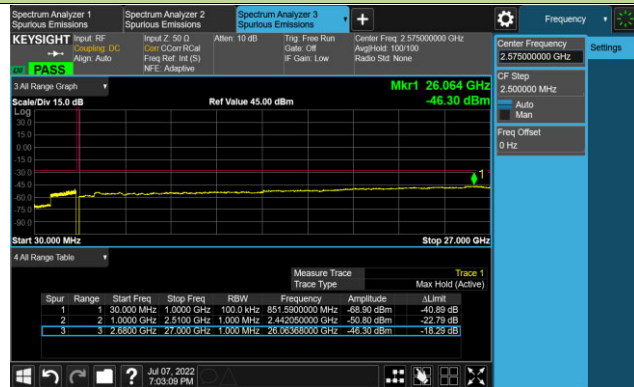 Spectrum Analyzer 1
Spurious Emissions
Spectrum Analyzer 2
Spurious Emissions
Spectrum Analyzer 3
Spurious Emissions
Frequency
KEYSIGHT
Input: RF
Coupling: DC
Align: Auto
Input Z: 50 Ω
Corr CCorr RCal
Freq Ref: Int (S)
NFE: Adaptive
Atten: 10 dB
Trig: Free Run
Gate: Off
IF Gain: Low
Center Freq: 2.575000000 GHz
Avg|Hold: 100/100
Radio Std: None
PASS
Center Frequency
2.575000000 GHz
Settings
CF Step
2.500000 MHz
Auto
Man
Freq Offset
0 Hz
3 All Range Graph
Mkr1 26.064 GHz
Scale/Div 15.0 dB
Ref Value 45.00 dBm
-46.30 dBm
Log
30.0
15.0
0.00
-15.0
-30.0
-45.0
-60.0
-75.0
-90.0
1
Start 30.000 MHz
Stop 27.000 GHz
4 All Range Table
Measure Trace Trace 1
Trace Type Max Hold (Active)
Spur Range Start Freq Stop Freq RBW Frequency Amplitude ΔLimit
1 1 30.000 MHz 1.0000 GHz 100.0 kHz 851.5900000 MHz -68.90 dBm -40.89 dB
2 2 1.0000 GHz 2.5100 GHz 1.000 MHz 2.442050000 GHz -50.80 dBm -22.79 dB
3 3 2.6800 GHz 27.000 GHz 1.000 MHz 26.06368000 GHz -46.30 dBm -18.29 dB
?
Jul 07, 2022
7:03:09 PM